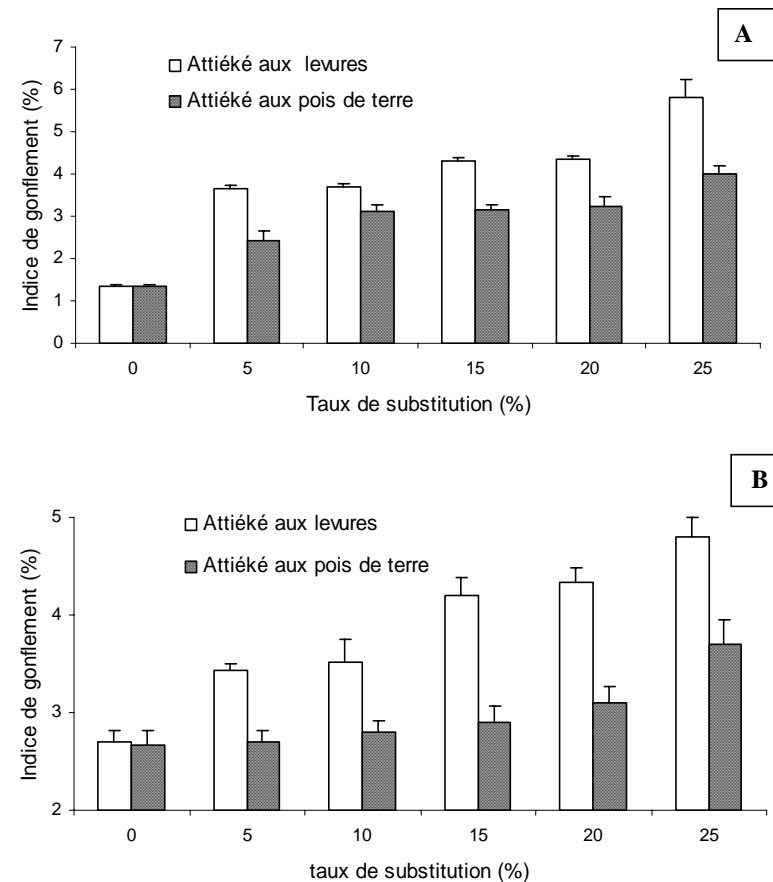 A
7
6
5
4
3
2
1
0
Indice de gonflement (%)
Attiéké aux levures
Attiéké aux pois de terre
0 5 10 15 20 25
Taux de substitution (%)
B
5
4
3
2
Indice de gonflement (%)
Attiéké aux levures
Attiéké aux pois de terre
0 5 10 15 20 25
taux de substitution (%)